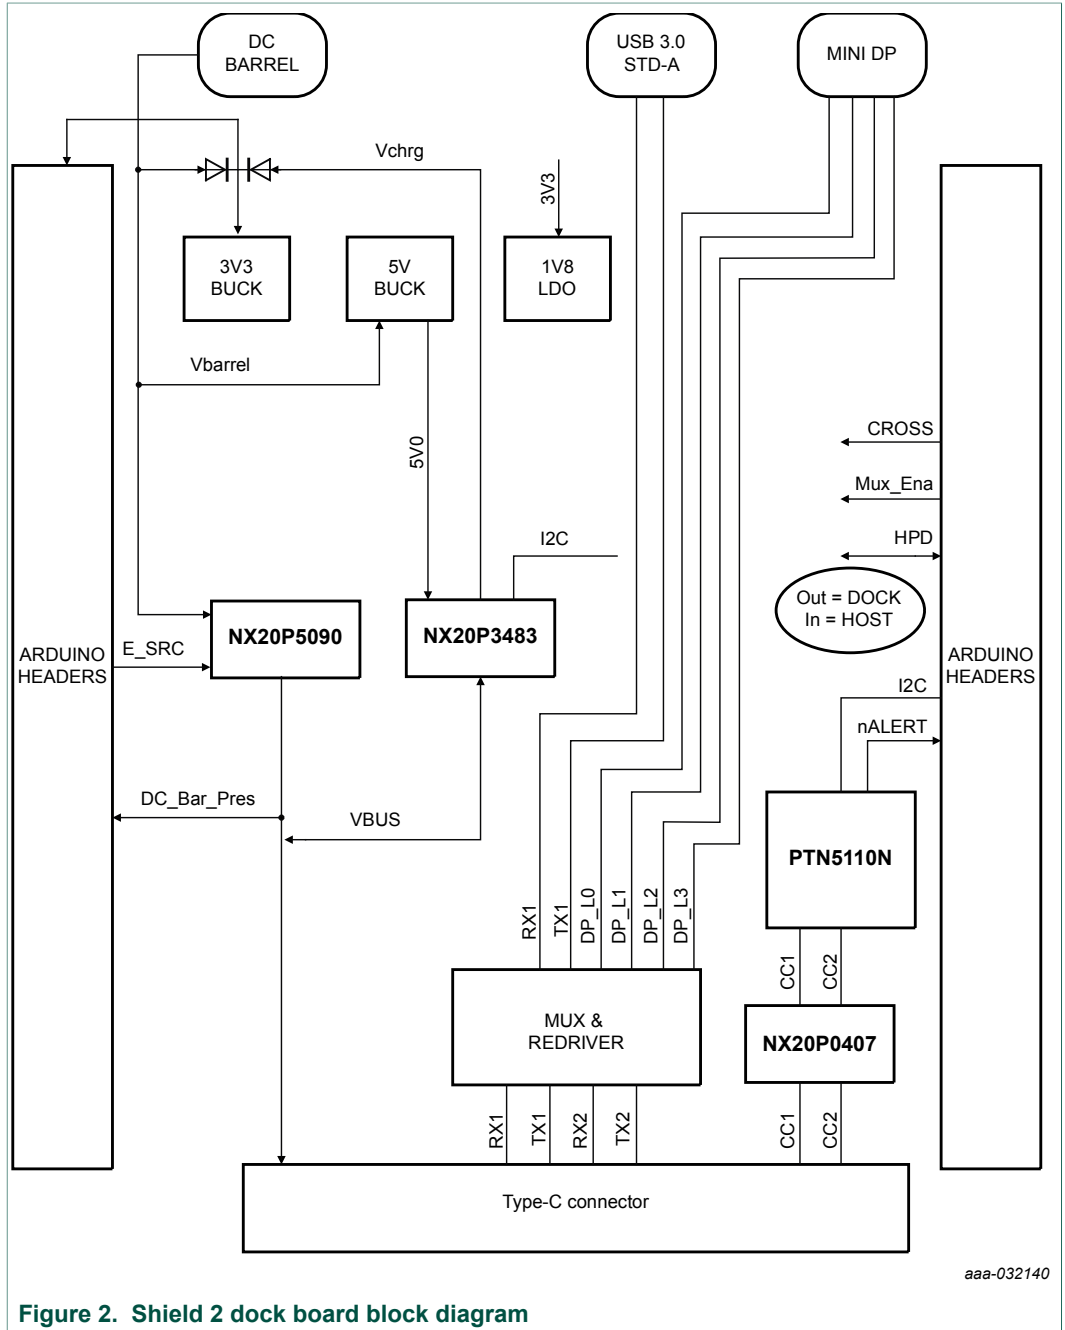 DC
BARREL
USB 3.0
STD-A
MINI DP
Vchrg
3V3
3V3
BUCK
5V
BUCK
1V8
LDO
Vbarrel
5V0
CROSS
Mux_Ena
I2C
HPD
Out = DOCK
In = HOST
NX20P5090
NX20P3483
ARDUINO
HEADERS
E_SRC
ARDUINO
HEADERS
I2C
nALERT
DC_Bar_Pres
VBUS
PTN5110N
RX1
TX1
DP_L0
DP_L1
DP_L2
DP_L3
CC1
CC2
MUX &
REDRIVER
NX20P0407
RX1
TX1
RX2
TX2
CC1
CC2
Type-C connector
aaa-032140
Figure 2. Shield 2 dock board block diagram